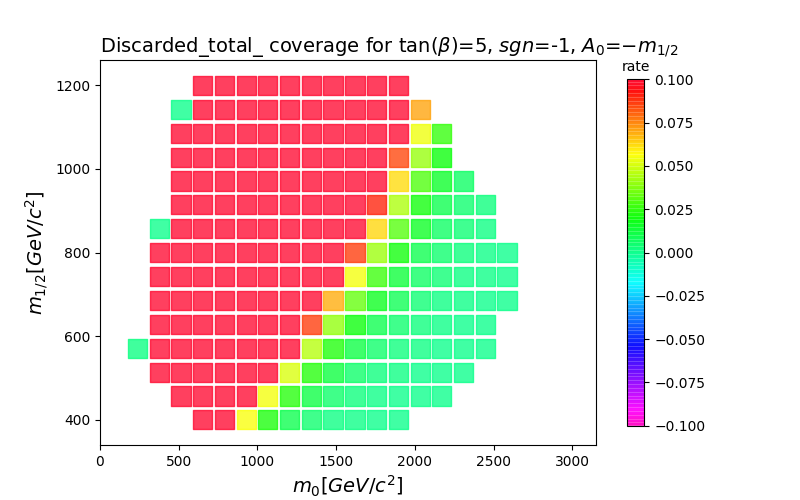 Discarded_total_ coverage for tan(β)=5, sgn=-1, A₀=−m₁/₂
rate
1200
1000
800
600
400
m₁/₂[GeV/c²]
0 500 1000 1500 2000 2500 3000
m₀[GeV/c²]
0.100
0.075
0.050
0.025
0.000
−0.025
−0.050
−0.075
−0.100